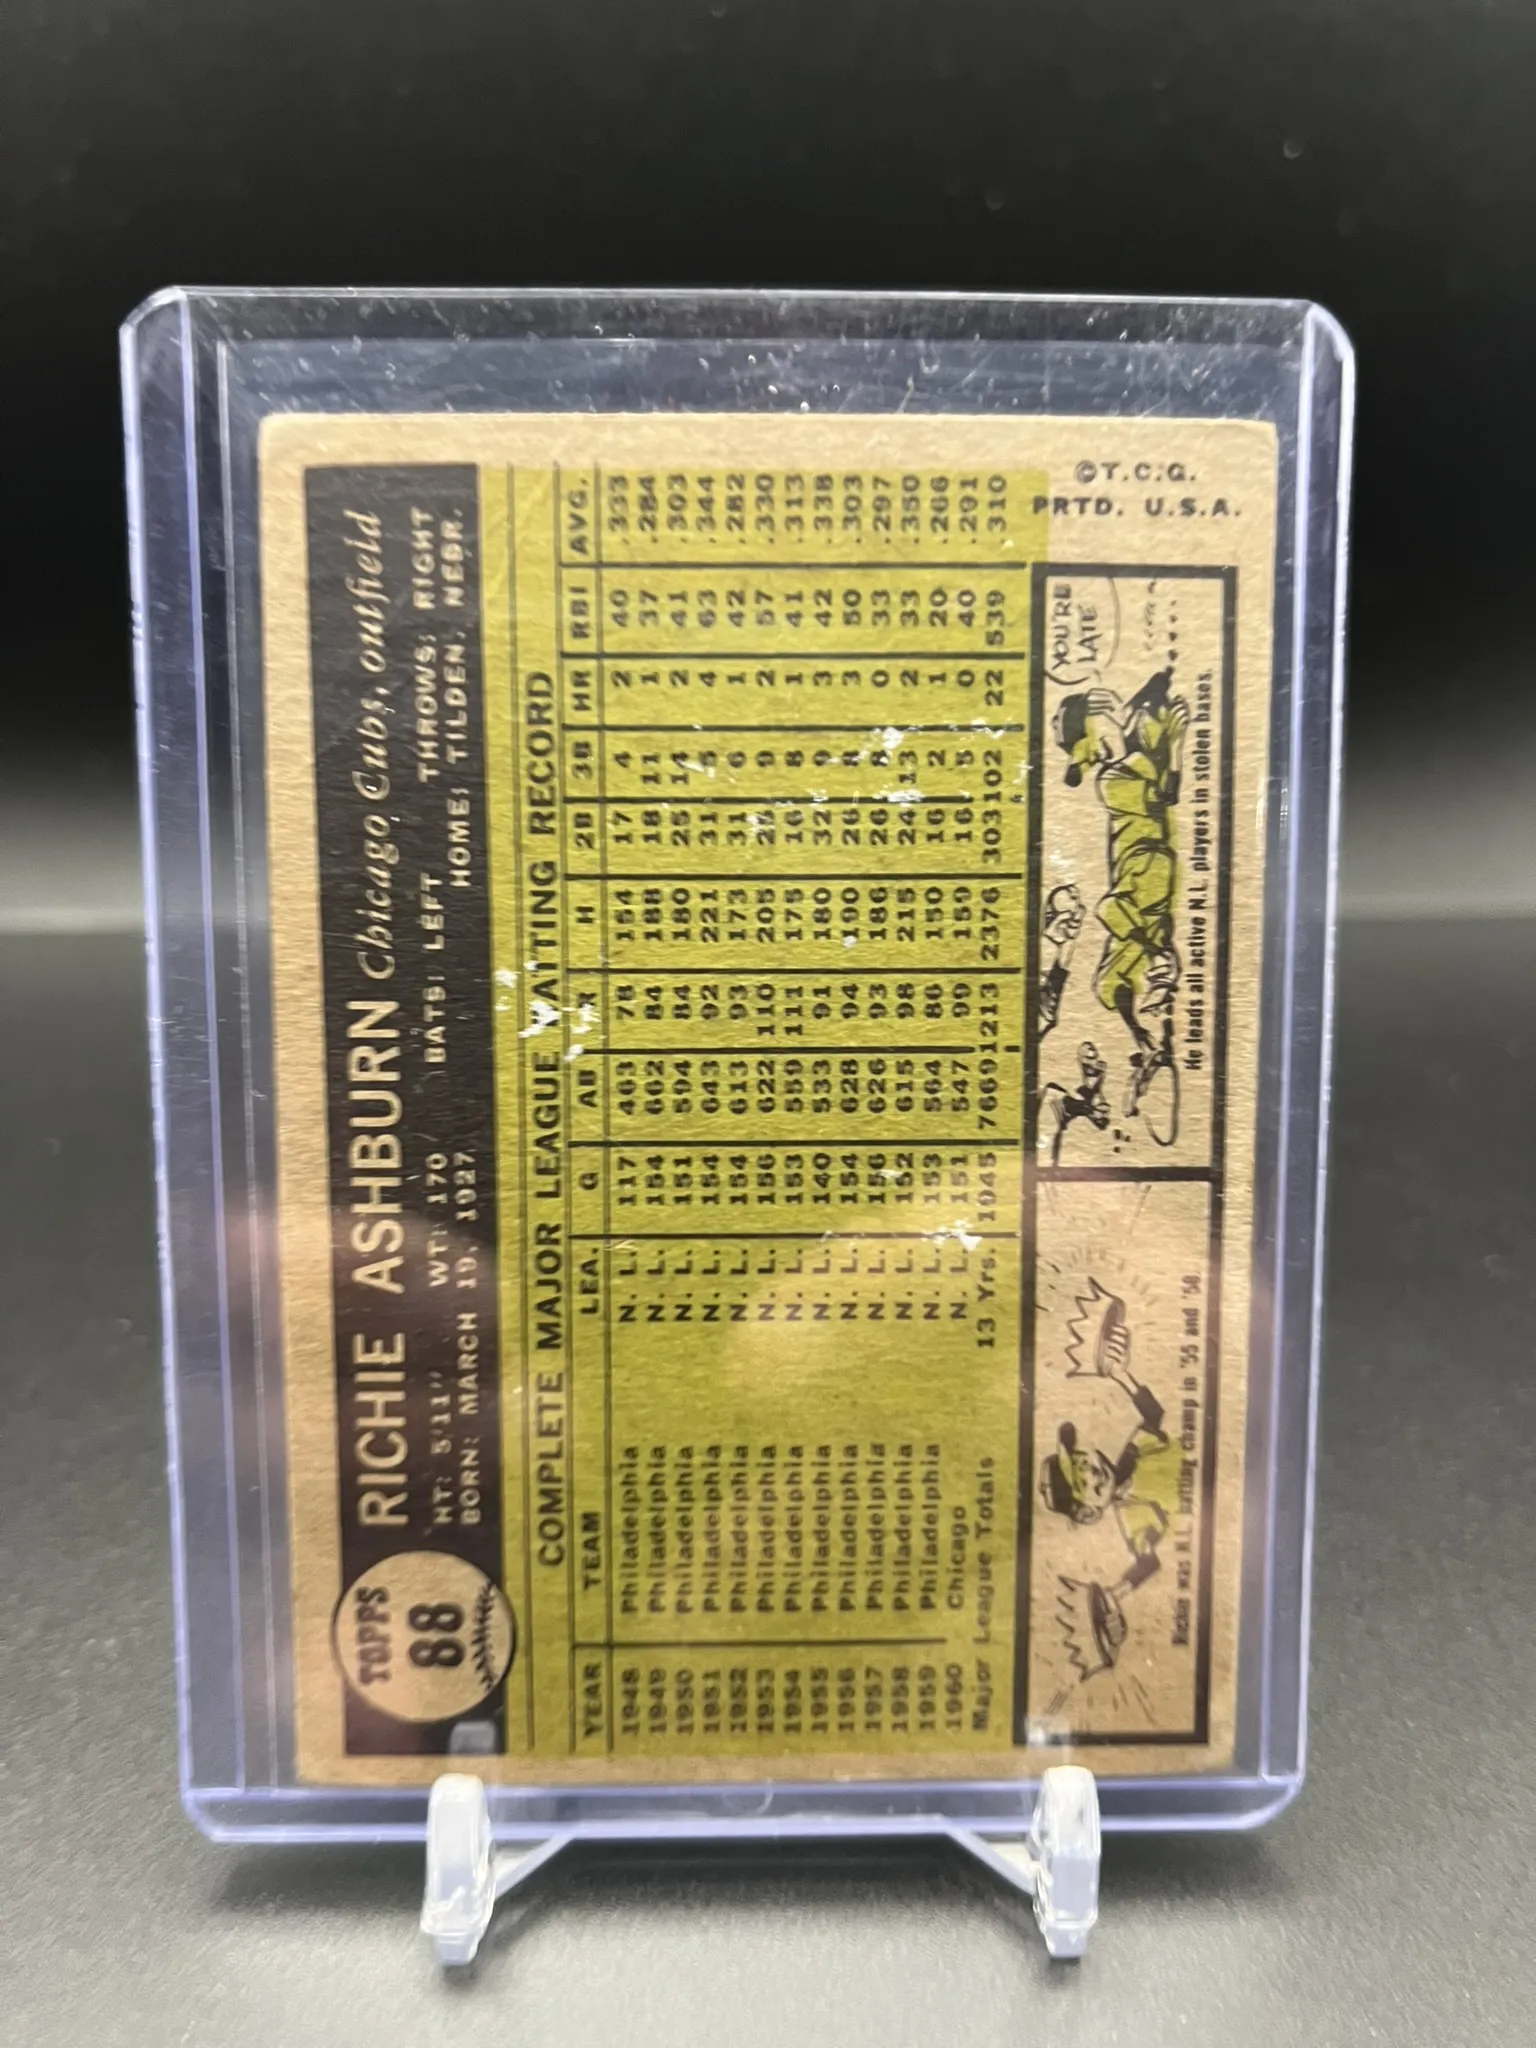 TOPPS
88
RICHIE ASHBURN Chicago Cubs, outfield
HT: 5'11" WT: 170 BATS: LEFT THROWS: RIGHT
BORN: MARCH 19, 1927 HOME: TILDEN, NEBR.
COMPLETE MAJOR LEAGUE BATTING RECORD
YEAR TEAM LEA. G AB R H 2B 3B HR RBI AVG.
1948 Philadelphia N. L. 117 463 78 154 17 4 2 40 .333
1949 Philadelphia N. L. 154 662 84 188 18 11 1 37 .284
1950 Philadelphia N. L. 151 594 84 180 25 14 2 41 .303
1951 Philadelphia N. L. 154 643 92 221 31 5 4 63 .344
1952 Philadelphia N. L. 154 613 93 173 31 6 1 42 .282
1953 Philadelphia N. L. 156 622 110 205 25 9 2 57 .330
1954 Philadelphia N. L. 153 559 111 175 16 8 1 41 .313
1955 Philadelphia N. L. 140 533 91 180 32 9 3 42 .338
1956 Philadelphia N. L. 154 628 94 190 26 8 3 50 .303
1957 Philadelphia N. L. 156 626 93 186 26 8 0 33 .297
1958 Philadelphia N. L. 152 615 98 215 24 13 2 33 .350
1959 Philadelphia N. L. 153 564 86 150 16 2 1 20 .266
1960 Chicago N. L. 151 547 99 159 16 5 0 40 .291
Major League Totals 13 Yrs. 1945 7669 1213 2376 303 102 22 539 .310
Richie was N.L. batting champ in '55 and '58.
YOU'RE
LATE
He leads all active N.L. players in stolen bases.
©T.C.G.
PRTD. U.S.A.